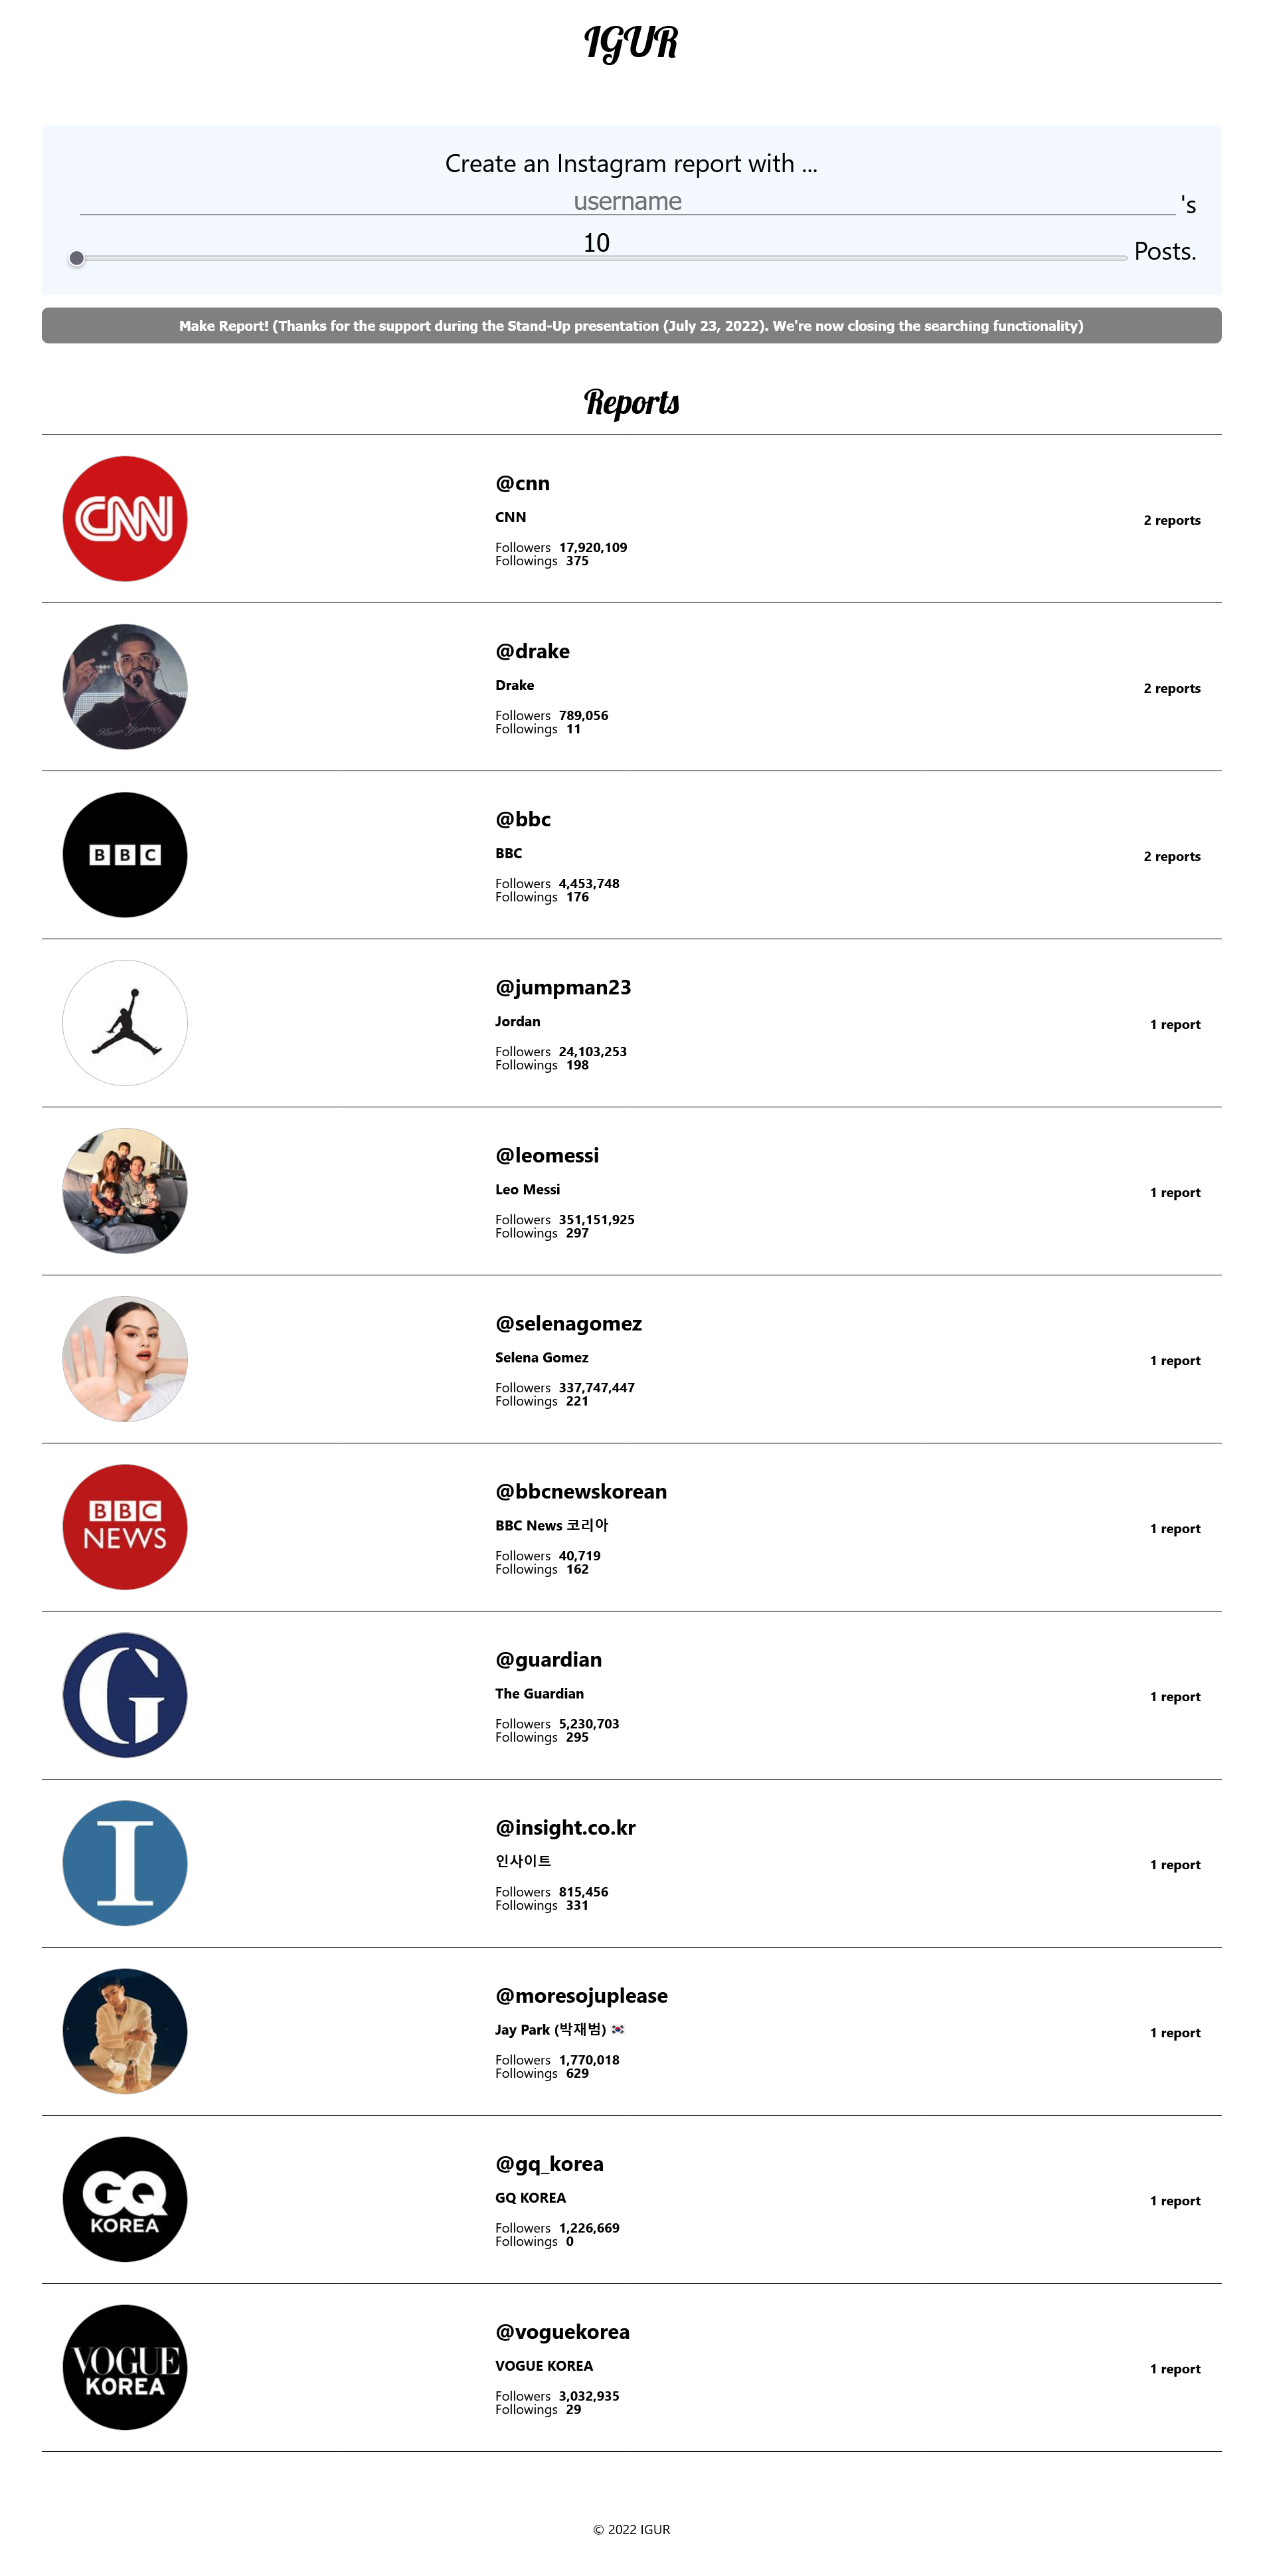 IGUR
Create an Instagram report with ...
username 's
10 Posts.
Make Report! (Thanks for the support during the Stand-Up presentation (July 23, 2022). We're now closing the searching functionality)
Reports
CNN
@cnn
CNN
Followers 17,920,109
Followings 375
2 reports
@drake
Drake
Followers 789,056
Followings 11
2 reports
BBC
@bbc
BBC
Followers 4,453,748
Followings 176
2 reports
@jumpman23
Jordan
Followers 24,103,253
Followings 198
1 report
@leomessi
Leo Messi
Followers 351,151,925
Followings 297
1 report
@selenagomez
Selena Gomez
Followers 337,747,447
Followings 221
1 report
BBC
NEWS
@bbcnewskorean
BBC News 코리아
Followers 40,719
Followings 162
1 report
G
@guardian
The Guardian
Followers 5,230,703
Followings 295
1 report
I
@insight.co.kr
인사이트
Followers 815,456
Followings 331
1 report
@moresojuplease
Jay Park (박재범) 🇰🇷
Followers 1,770,018
Followings 629
1 report
GQ
KOREA
@gq_korea
GQ KOREA
Followers 1,226,669
Followings 0
1 report
VOGUE
KOREA
@voguekorea
VOGUE KOREA
Followers 3,032,935
Followings 29
1 report
© 2022 IGUR